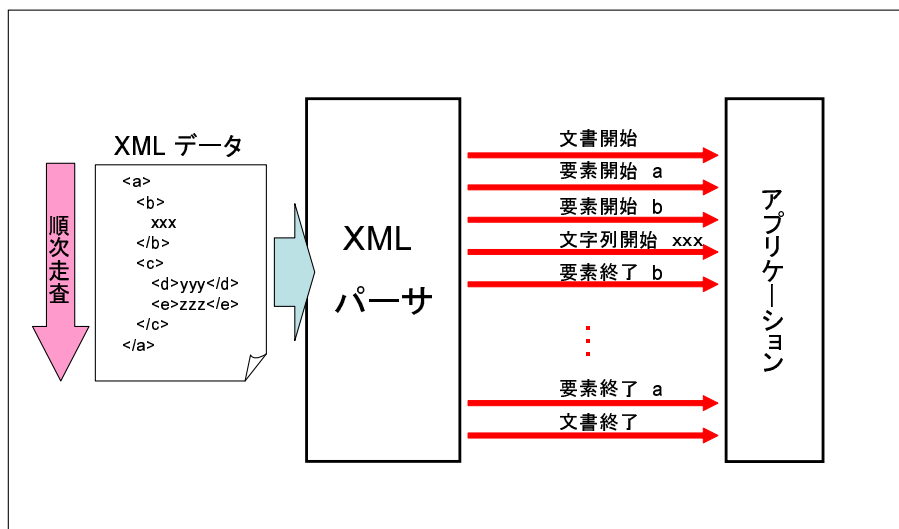 XML データ
順次走査
<a>
<b>
xxx
</b>
<c>
<d>yyy</d>
<e>zzz</e>
</c>
</a>
XML
パーサ
文書開始
要素開始 a
要素開始 b
文字列開始 xxx
要素終了 b
要素終了 a
文書終了
アプリケーション